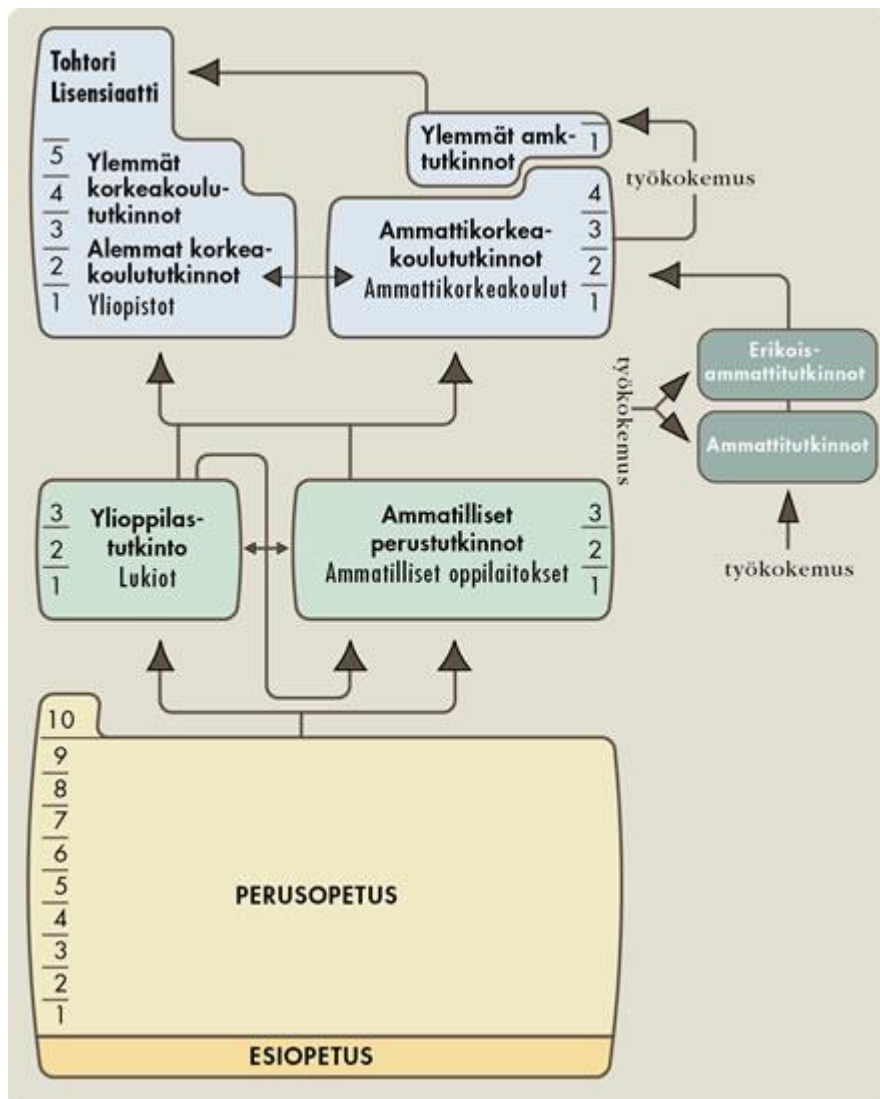 Tohtori
Lisensiaatti
5
4
3
2
1
Ylemmät
korkeakoulu-
tutkinnot
Alemmat korkea-
koulututkinnot
Yliopistot
Ylemmät amk-
tutkinnot
1
työkokemus
Ammattikorkea-
koulututkinnot
Ammattikorkeakoulut
4
3
2
1
Erikois-
ammattitutkinnot
Ammattitutkinnot
työkokemus
työkokemus
3
2
1
Ylioppilas-
tutkinto
Lukiot
Ammatilliset
perustutkinnot
Ammatilliset oppilaitokset
3
2
1
10
9
8
7
6
5
4
3
2
1
PERUSOPETUS
ESIOPETUS